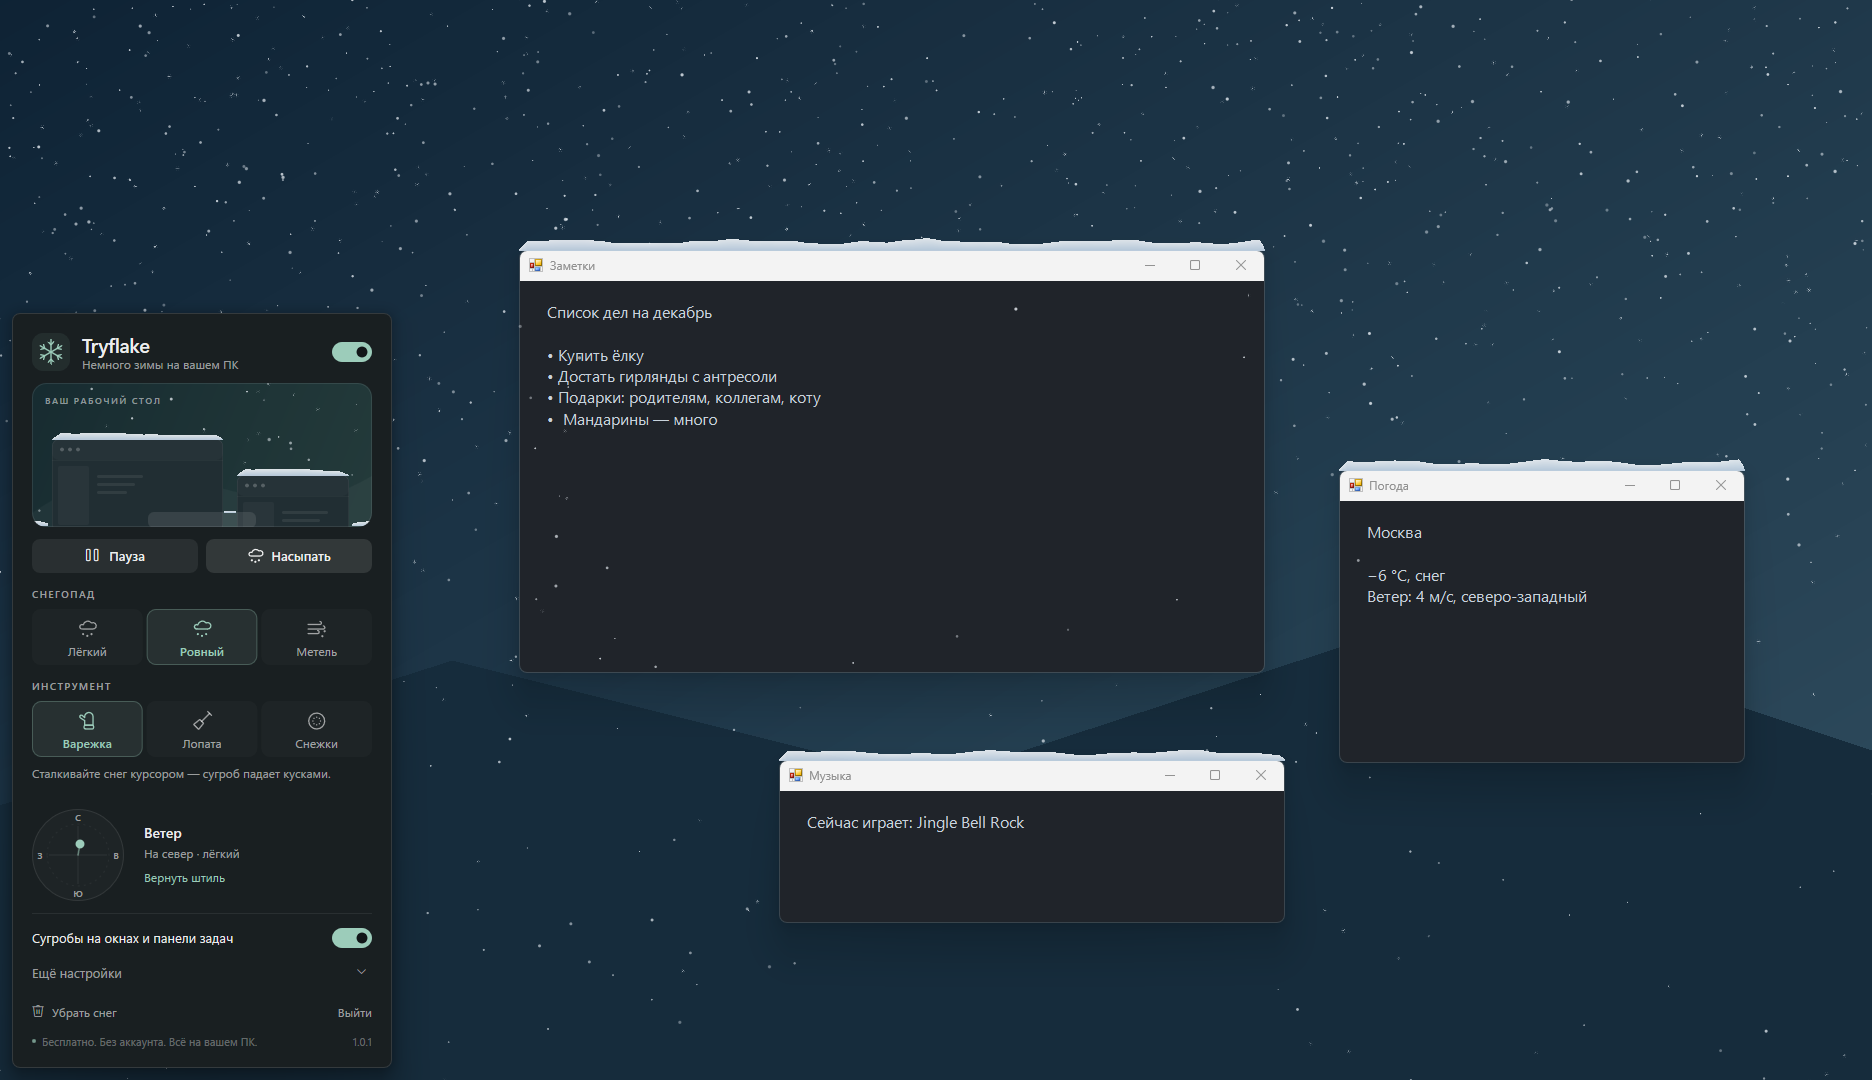 Tryflake
Немного зимы на вашем ПК
ВАШ РАБОЧИЙ СТОЛ
Пауза
Насыпать
СНЕГОПАД
Лёгкий
Ровный
Метель
ИНСТРУМЕНТ
Варежка
Лопата
Снежки
Сталкивайте снег курсором — сугроб падает кусками.
С
З
В
Ю
Ветер
На север · лёгкий
Вернуть штиль
Сугробы на окнах и панели задач
Ещё настройки
Убрать снег
Выйти
• Бесплатно. Без аккаунта. Всё на вашем ПК.
1.0.1
Заметки
Список дел на декабрь
• Купить ёлку
• Достать гирлянды с антресоли
• Подарки: родителям, коллегам, коту
• Мандарины — много
Погода
Москва
−6 °C, снег
Ветер: 4 м/с, северо-западный
Музыка
Сейчас играет: Jingle Bell Rock